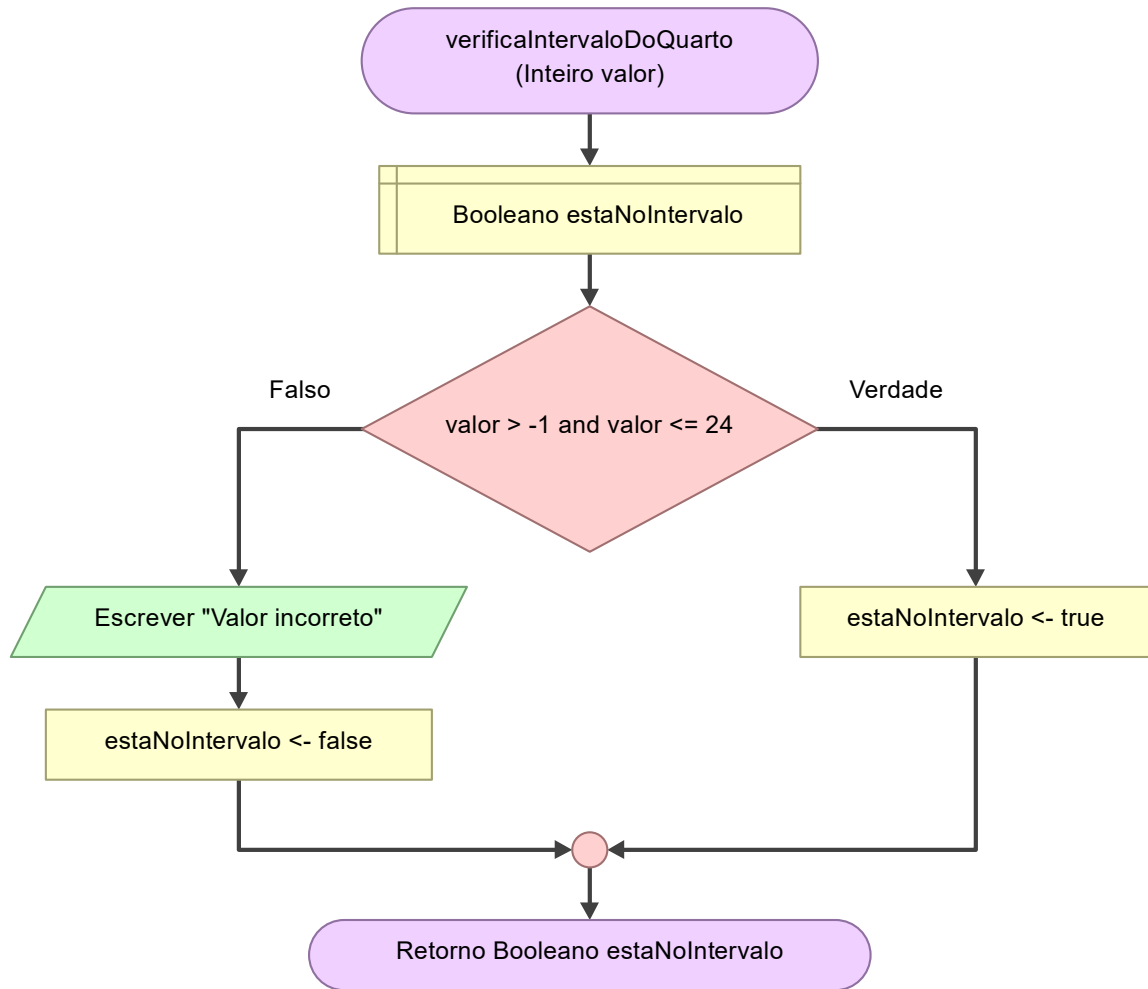 verificaIntervaloDoQuarto
(Inteiro valor)
Booleano estaNoIntervalo
Falso
Verdade
valor > -1 and valor <= 24
Escrever "Valor incorreto"
estaNoIntervalo <- true
estaNoIntervalo <- false
Retorno Booleano estaNoIntervalo